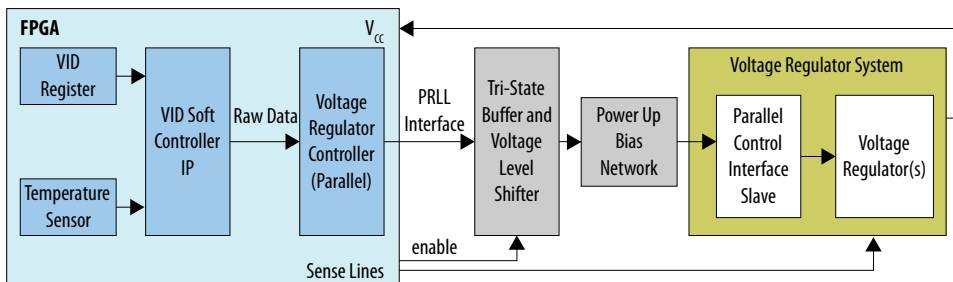 FPGA
VCC
VID
Register
Temperature
Sensor
VID Soft
Controller
IP
Raw Data
Voltage
Regulator
Controller
(Parallel)
PRLL
Interface
Tri-State
Buffer and
Voltage
Level
Shifter
Power Up
Bias
Network
Voltage Regulator System
Parallel
Control
Interface
Slave
Voltage
Regulator(s)
enable
Sense Lines